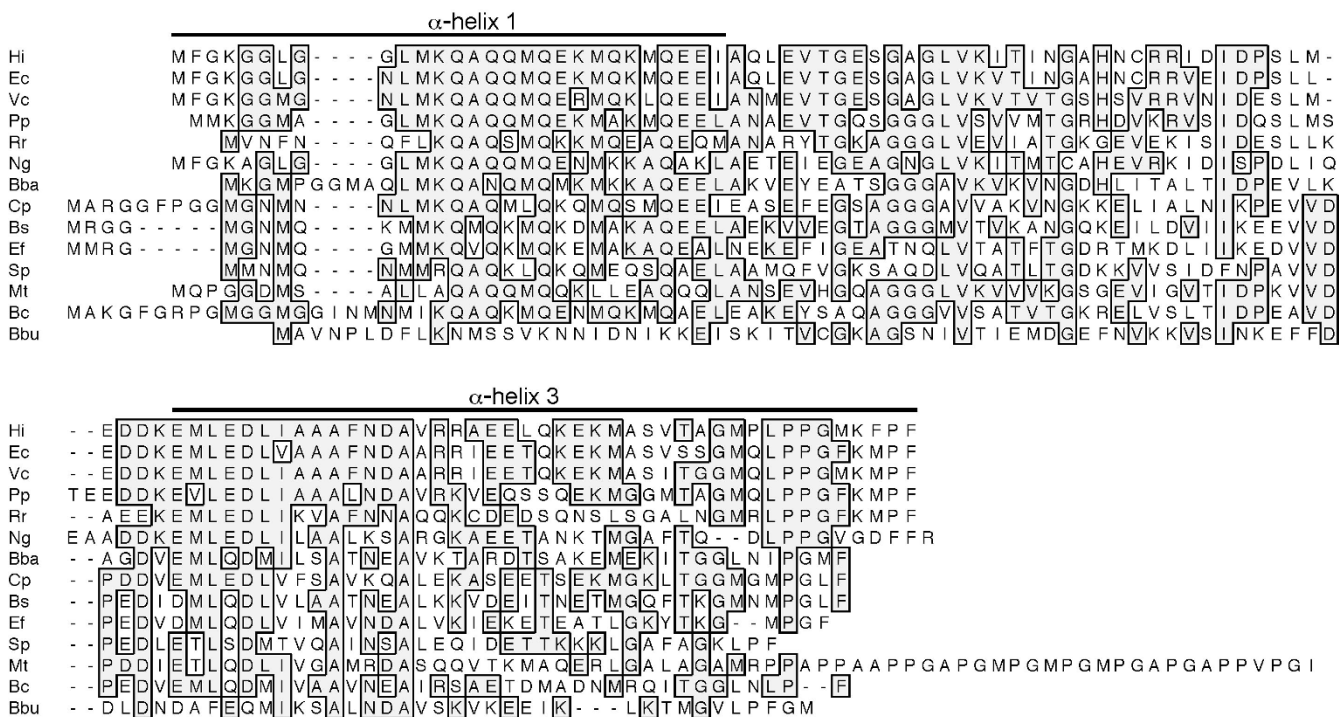 α-helix 1
Hi MFGKGGLG----GLMKQAQQMQEKMQKMQEEIAQLEVTGESGAGLVKITINGAHNCRRIDIDPSLM-
Ec MFGKGGLG----NLMKQAQQMQEKMQKMQEEIAQLEVTGESGAGLVKVTINGAHNCRRVEIDPSLL-
Vc MFGKGGMG----NLMKQAQQMQERMQKLQEEIANMEVTGESGAGLVKVTVTGSHSVRRVNIDESLM-
Pp MMKGGMA----GLMKQAQQMQEKMAKMQEELANAEVTGQSGGGLVSVVMTGRHDVKRVSIDQSLMS
Rr MVNFN----QFLKQAQSMQKKMQEAQEQMANARYTGKAGGGLVEVIATGKGEVEKISIDESLLK
Ng MFGKAGLG----GLMKQAQQMQENMKKAQAKLAETEIEGEAGNGLVKITMTCAHEVRKIDISPDLIQ
Bba MKGMPGGMAQLMKQANQMQMKMKKAQEELAKVEYEATSGGGAVKVKVNGDHLITALTIDPEVLK
Cp MARGGFPGGMGNMN----NLMKQAQMLQKQMQSMQEEIEASEFEGSAGGGAVVAKVNGKKELIALNIKPEVVD
Bs MRGG-----MGNMQ----KMMKQMQKMQKDMAKAQEELAEKVVEGTAGGGMVTVKANGQKEILDVIIKEEVVD
Ef MMRG-----MGNMQ----GMMKQVQKMQKEMAKAQEALNEKEFIGEATNQLVTATFTGDRTMKDLIIKEDVVD
Sp MMNMQ----NMMRQAQKLQKQMEQSQAELAAMQFVGKSAQDLVQATLTGDKKVVSIDFNPAVVD
Mt MQPGGDMS----ALLAQAQQMQQKLLEAQQQLANSEVHGQAGGGLVKVVVKGSGEVIGVTIDPKVVD
Bc MAKGFGRPGMGGMGGINMNMIKQAQKMQENMQKMQAELEAKEYSAQAGGGVVSATVTGKRELVSLTIDPEAVD
Bbu MAVNPLDFLKNMSSVKNNIDNIKKEISKITVCGKAGSNIVTIEMDGEFNVKKVSINKEFFD
α-helix 3
Hi --EDDKEMLEDLIAAAFNDAVRRAEELQKEKMASVTAGMPLPPGMKFPF
Ec --EDDKEMLEDLVAAAFNDAARRIEETQKEKMASVSSGMQLPPGFKMPF
Vc --EDDKEMLEDLIAAAFNDAARRIEETQKEKMASITGGMQLPPGMKMPF
Pp TEEDDKEVLEDLIAAALNDAVRKVEQSSQEKMGGMTAGMQLPPGFKMPF
Rr --AEEKEMLEDLIKVAFNNAQQKCDEDSQNSLSGALNGMRLPPGFKMPF
Ng EAADDKEMLEDLILAALKSARGKAEETANKTMGAFTQ--DLPPGVGDFFR
Bba --AGDVEMLQDMILSATNEAVKTARDTSAKEMEKITGGLNIPGMF
Cp --PDDVEMLEDLVFSAVKQALEKASEETSEKMGKLTGGMGMPGLF
Bs --PEDIDMLQDLVLAATNEALKKVDEITNETMGQFTKGMNMPGLF
Ef --PEDVDMLQDLVIMAVNDALVKIEKETEATLGKYTKG--MPGF
Sp --PEDLETLSDMTVQAINSALEQIDETTKKKLGAFAGKLPF
Mt --PDDIETLQDLIVGAMRDASQQVTKMAQERLGALAGAMRPPAPPAAPPGAPGMPGMPGMPGAPGAPPVPGI
Bc --PEDVEMLQDMIVAAVNEAIRSAETDMADNMRQITGGLNLP--F
Bbu --DLDNDAFEQMIKSALNDAVSKVKEEIK---LKTMGVLPFGM